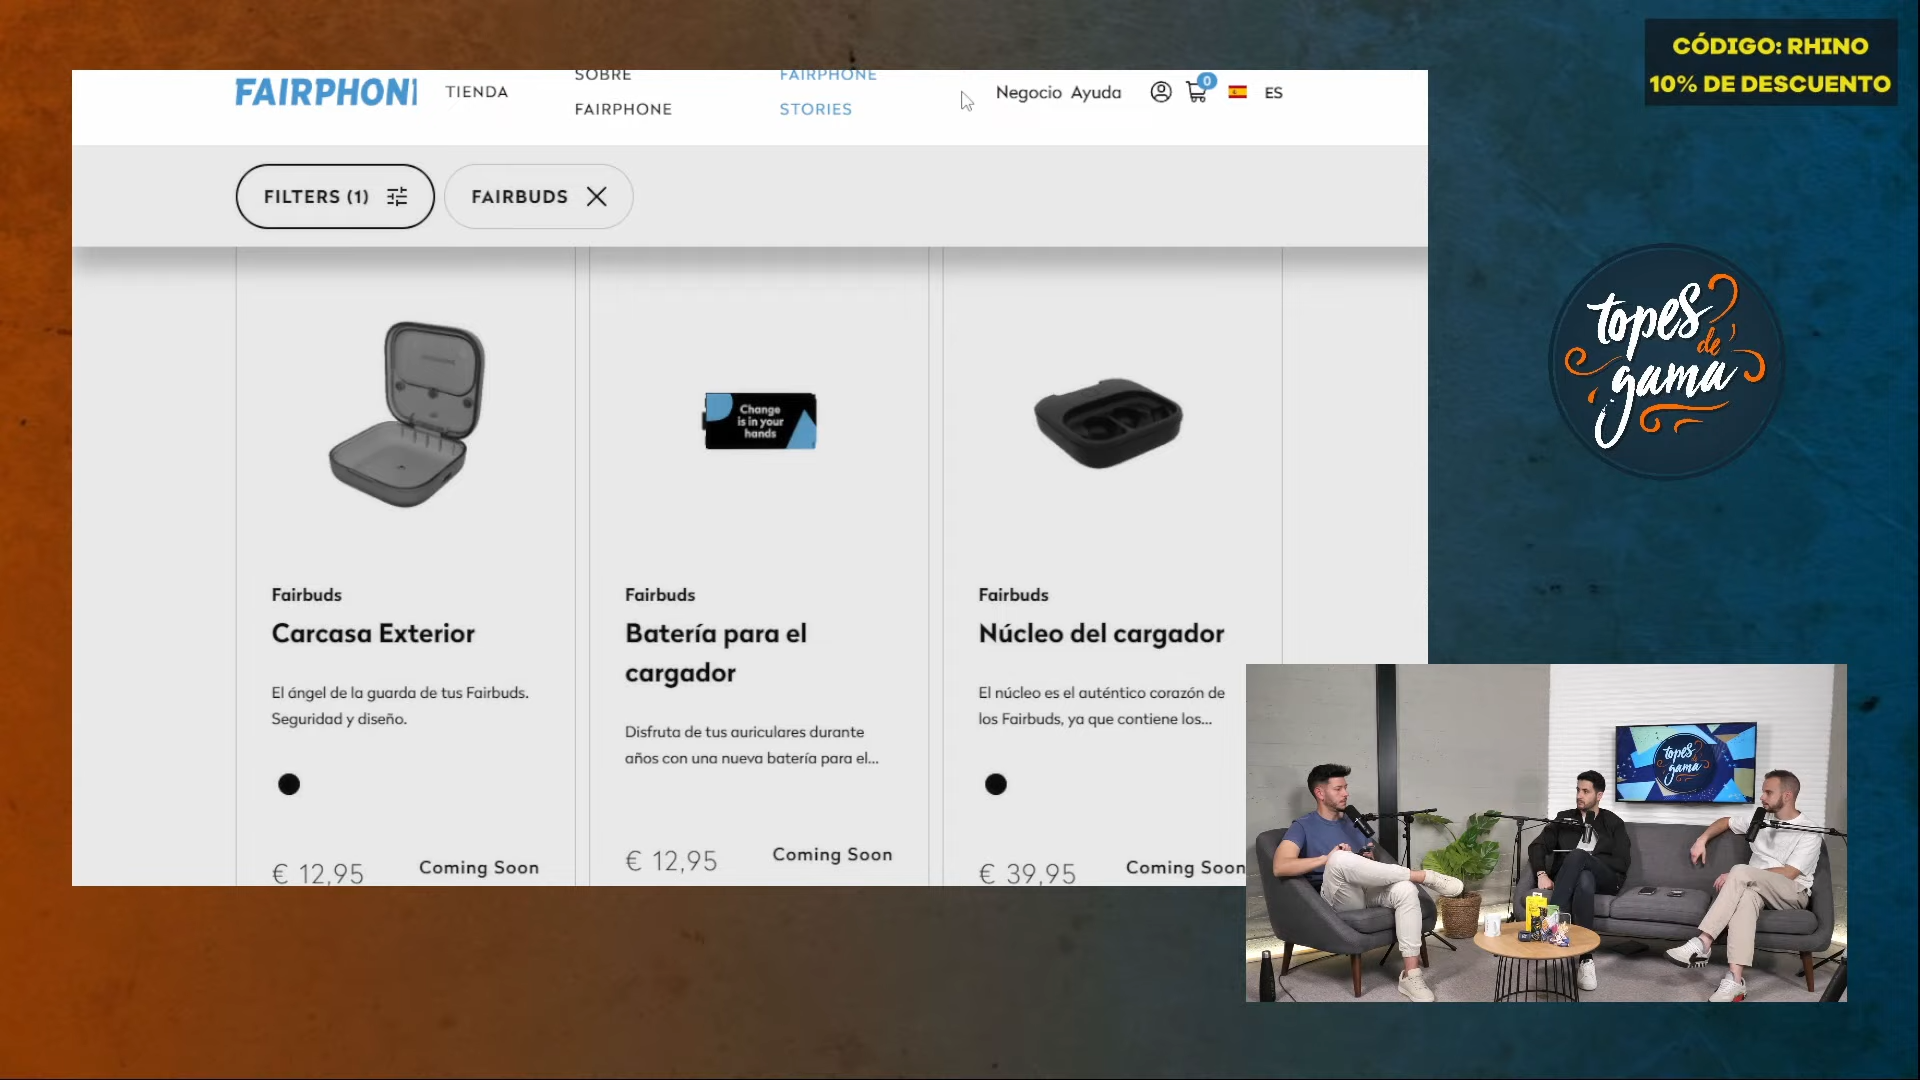 CÓDIGO: RHINO
10% DE DESCUENTO
FAIRPHON
TIENDA
SOBRE
FAIRPHONE
FAIRPHONE
STORIES
Negocio Ayuda
0
ES
FILTERS (1)
FAIRBUDS
topes
de
gama
Change
is in your
hands
Fairbuds
Carcasa Exterior
El ángel de la guarda de tus Fairbuds.
Seguridad y diseño.
€ 12,95
Coming Soon
Fairbuds
Batería para el
cargador
Disfruta de tus auriculares durante
años con una nueva batería para el...
€ 12,95
Coming Soon
Fairbuds
Núcleo del cargador
El núcleo es el auténtico corazón de
los Fairbuds, ya que contiene los...
€ 39,95
Coming Soon
topes
de
gama